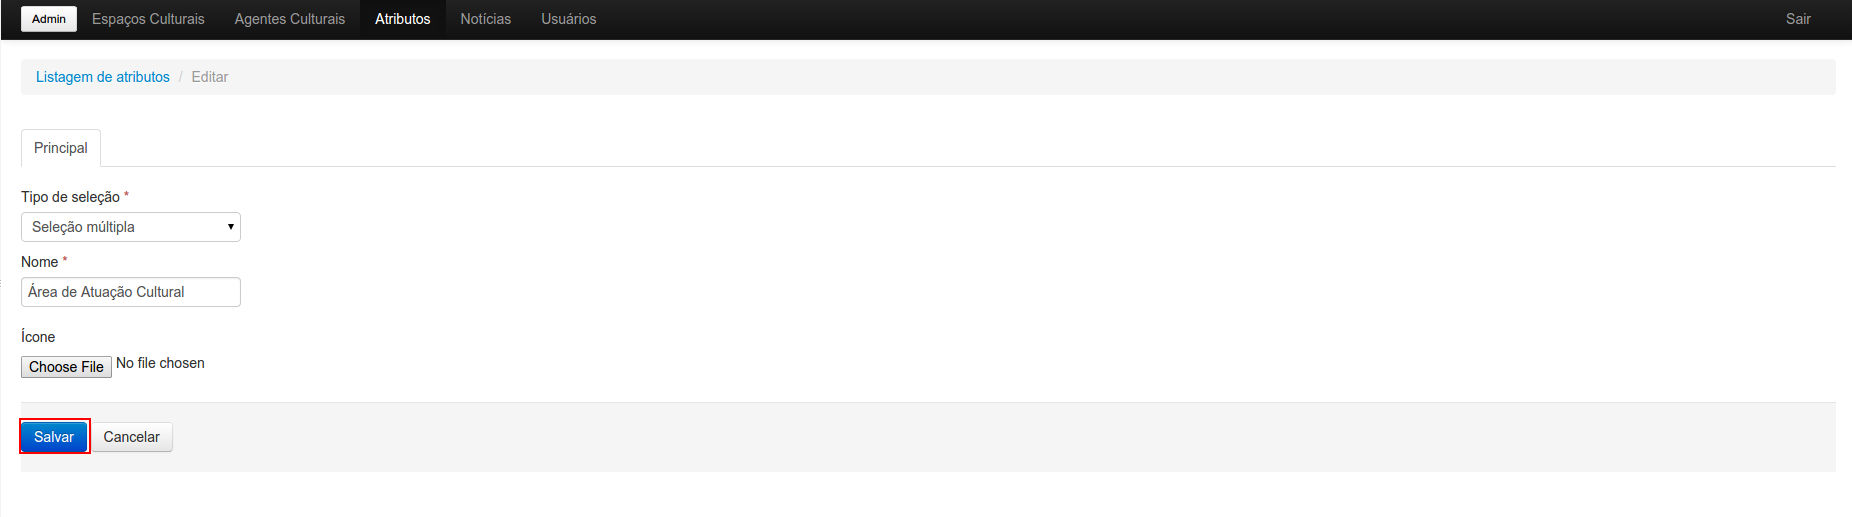 Admin Espaços Culturais Agentes Culturais Atributos Notícias Usuários Sair
Listagem de atributos / Editar
Principal
Tipo de seleção *
Seleção múltipla
Nome *
Área de Atuação Cultural
Ícone
Choose File No file chosen
Salvar Cancelar